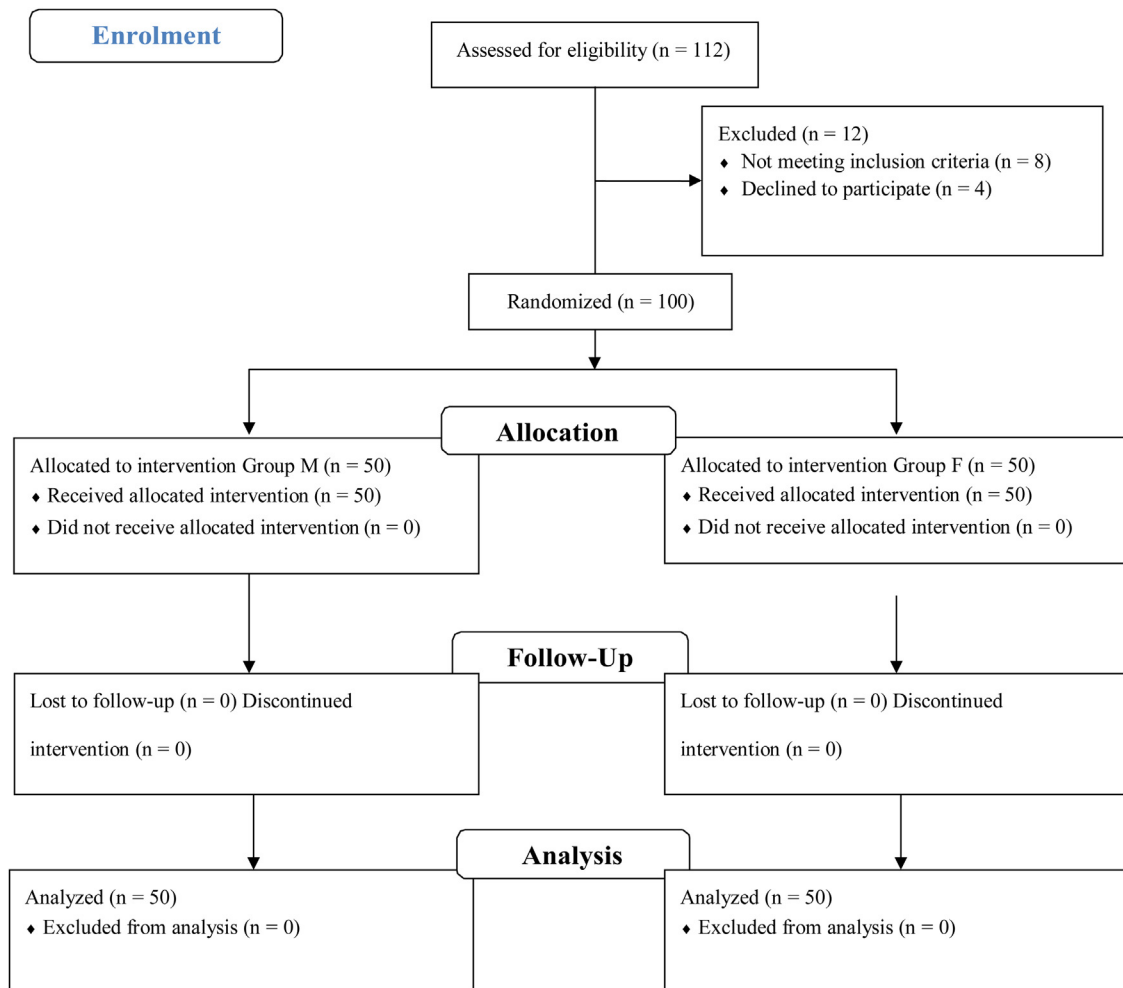 Enrolment
Assessed for eligibility (n = 112)
Excluded (n = 12)
♦ Not meeting inclusion criteria (n = 8)
♦ Declined to participate (n = 4)
Randomized (n = 100)
Allocation
Allocated to intervention Group M (n = 50)
♦ Received allocated intervention (n = 50)
♦ Did not receive allocated intervention (n = 0)
Allocated to intervention Group F (n = 50)
♦ Received allocated intervention (n = 50)
♦ Did not receive allocated intervention (n = 0)
Follow-Up
Lost to follow-up (n = 0) Discontinued
intervention (n = 0)
Lost to follow-up (n = 0) Discontinued
intervention (n = 0)
Analysis
Analyzed (n = 50)
♦ Excluded from analysis (n = 0)
Analyzed (n = 50)
♦ Excluded from analysis (n = 0)